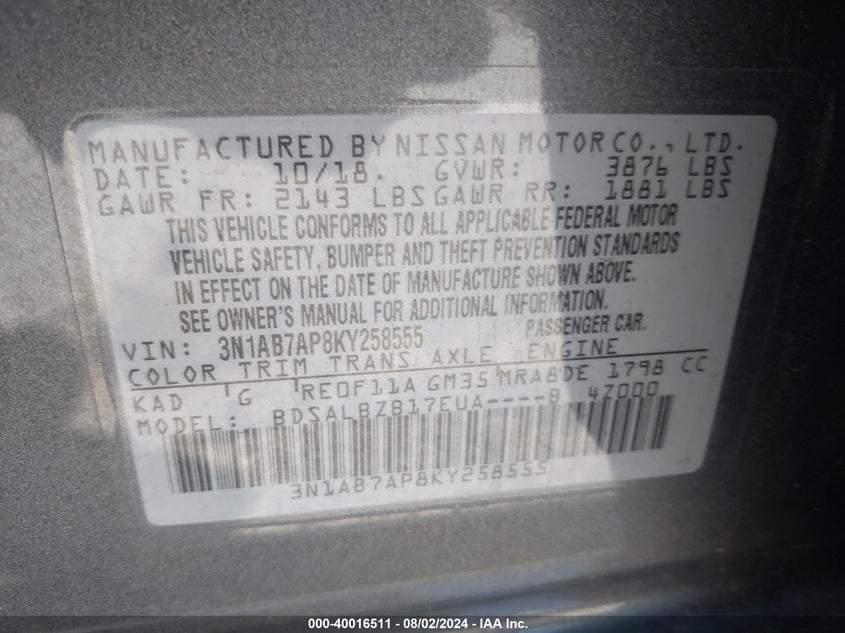 MANUFACTURED BY NISSAN MOTOR CO., LTD.
DATE: 10/18. GVWR: 3876 LBS
GAWR FR: 2143 LBS GAWR RR: 1881 LBS
THIS VEHICLE CONFORMS TO ALL APPLICABLE FEDERAL MOTOR
VEHICLE SAFETY, BUMPER AND THEFT PREVENTION STANDARDS
IN EFFECT ON THE DATE OF MANUFACTURE SHOWN ABOVE.
SEE OWNER'S MANUAL FOR ADDITIONAL INFORMATION.
VIN: 3N1AB7AP8KY258555 PASSENGER CAR.
COLOR TRIM TRANS AXLE ENGINE
KAD G RE0F11A GM35 MRA8DE 1798 CC
MODEL: BDSALBZB17EUA----B 4Z000
3N1AB7AP8KY258555
000-40016511 - 08/02/2024 - IAA Inc.